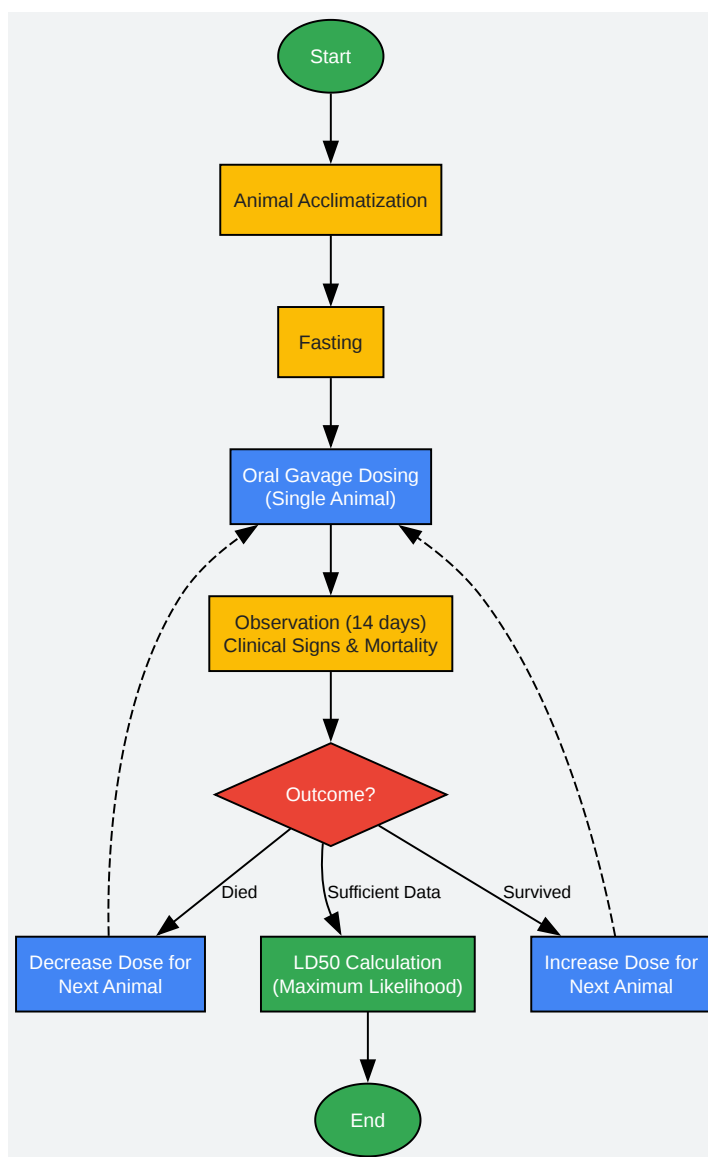 Start
Animal Acclimatization
Fasting
Oral Gavage Dosing
(Single Animal)
Observation (14 days)
Clinical Signs & Mortality
Outcome?
Died
Sufficient Data
Survived
Decrease Dose for
Next Animal
LD50 Calculation
(Maximum Likelihood)
Increase Dose for
Next Animal
End